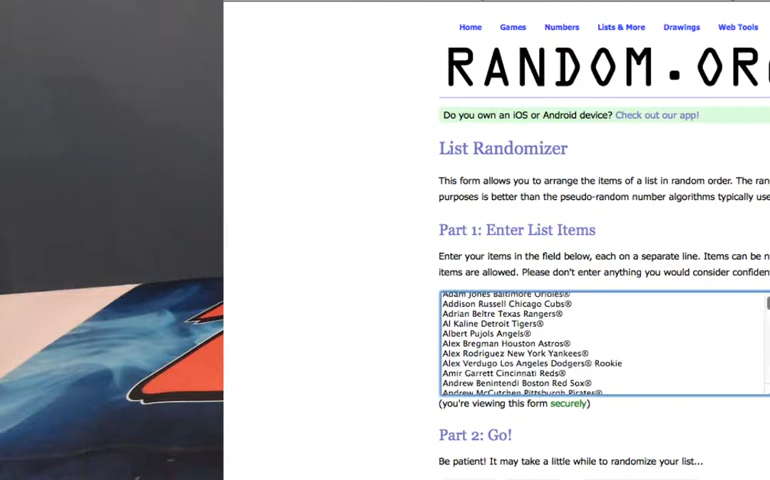 Home Games Numbers Lists & More Drawings Web Tools
RANDOM.OR
Do you own an iOS or Android device? Check out our app!
List Randomizer
This form allows you to arrange the items of a list in random order. The ran
purposes is better than the pseudo-random number algorithms typically use
Part 1: Enter List Items
Enter your items in the field below, each on a separate line. Items can be n
items are allowed. Please don't enter anything you would consider confiden
Adam Jones Baltimore Orioles®
Addison Russell Chicago Cubs®
Adrian Beltre Texas Rangers®
Al Kaline Detroit Tigers®
Albert Pujols Angels®
Alex Bregman Houston Astros®
Alex Rodriguez New York Yankees®
Alex Verdugo Los Angeles Dodgers® Rookie
Amir Garrett Cincinnati Reds®
Andrew Benintendi Boston Red Sox®
Andrew McCutchen Pittsburgh Pirates®
(you're viewing this form securely)
Part 2: Go!
Be patient! It may take a little while to randomize your list...